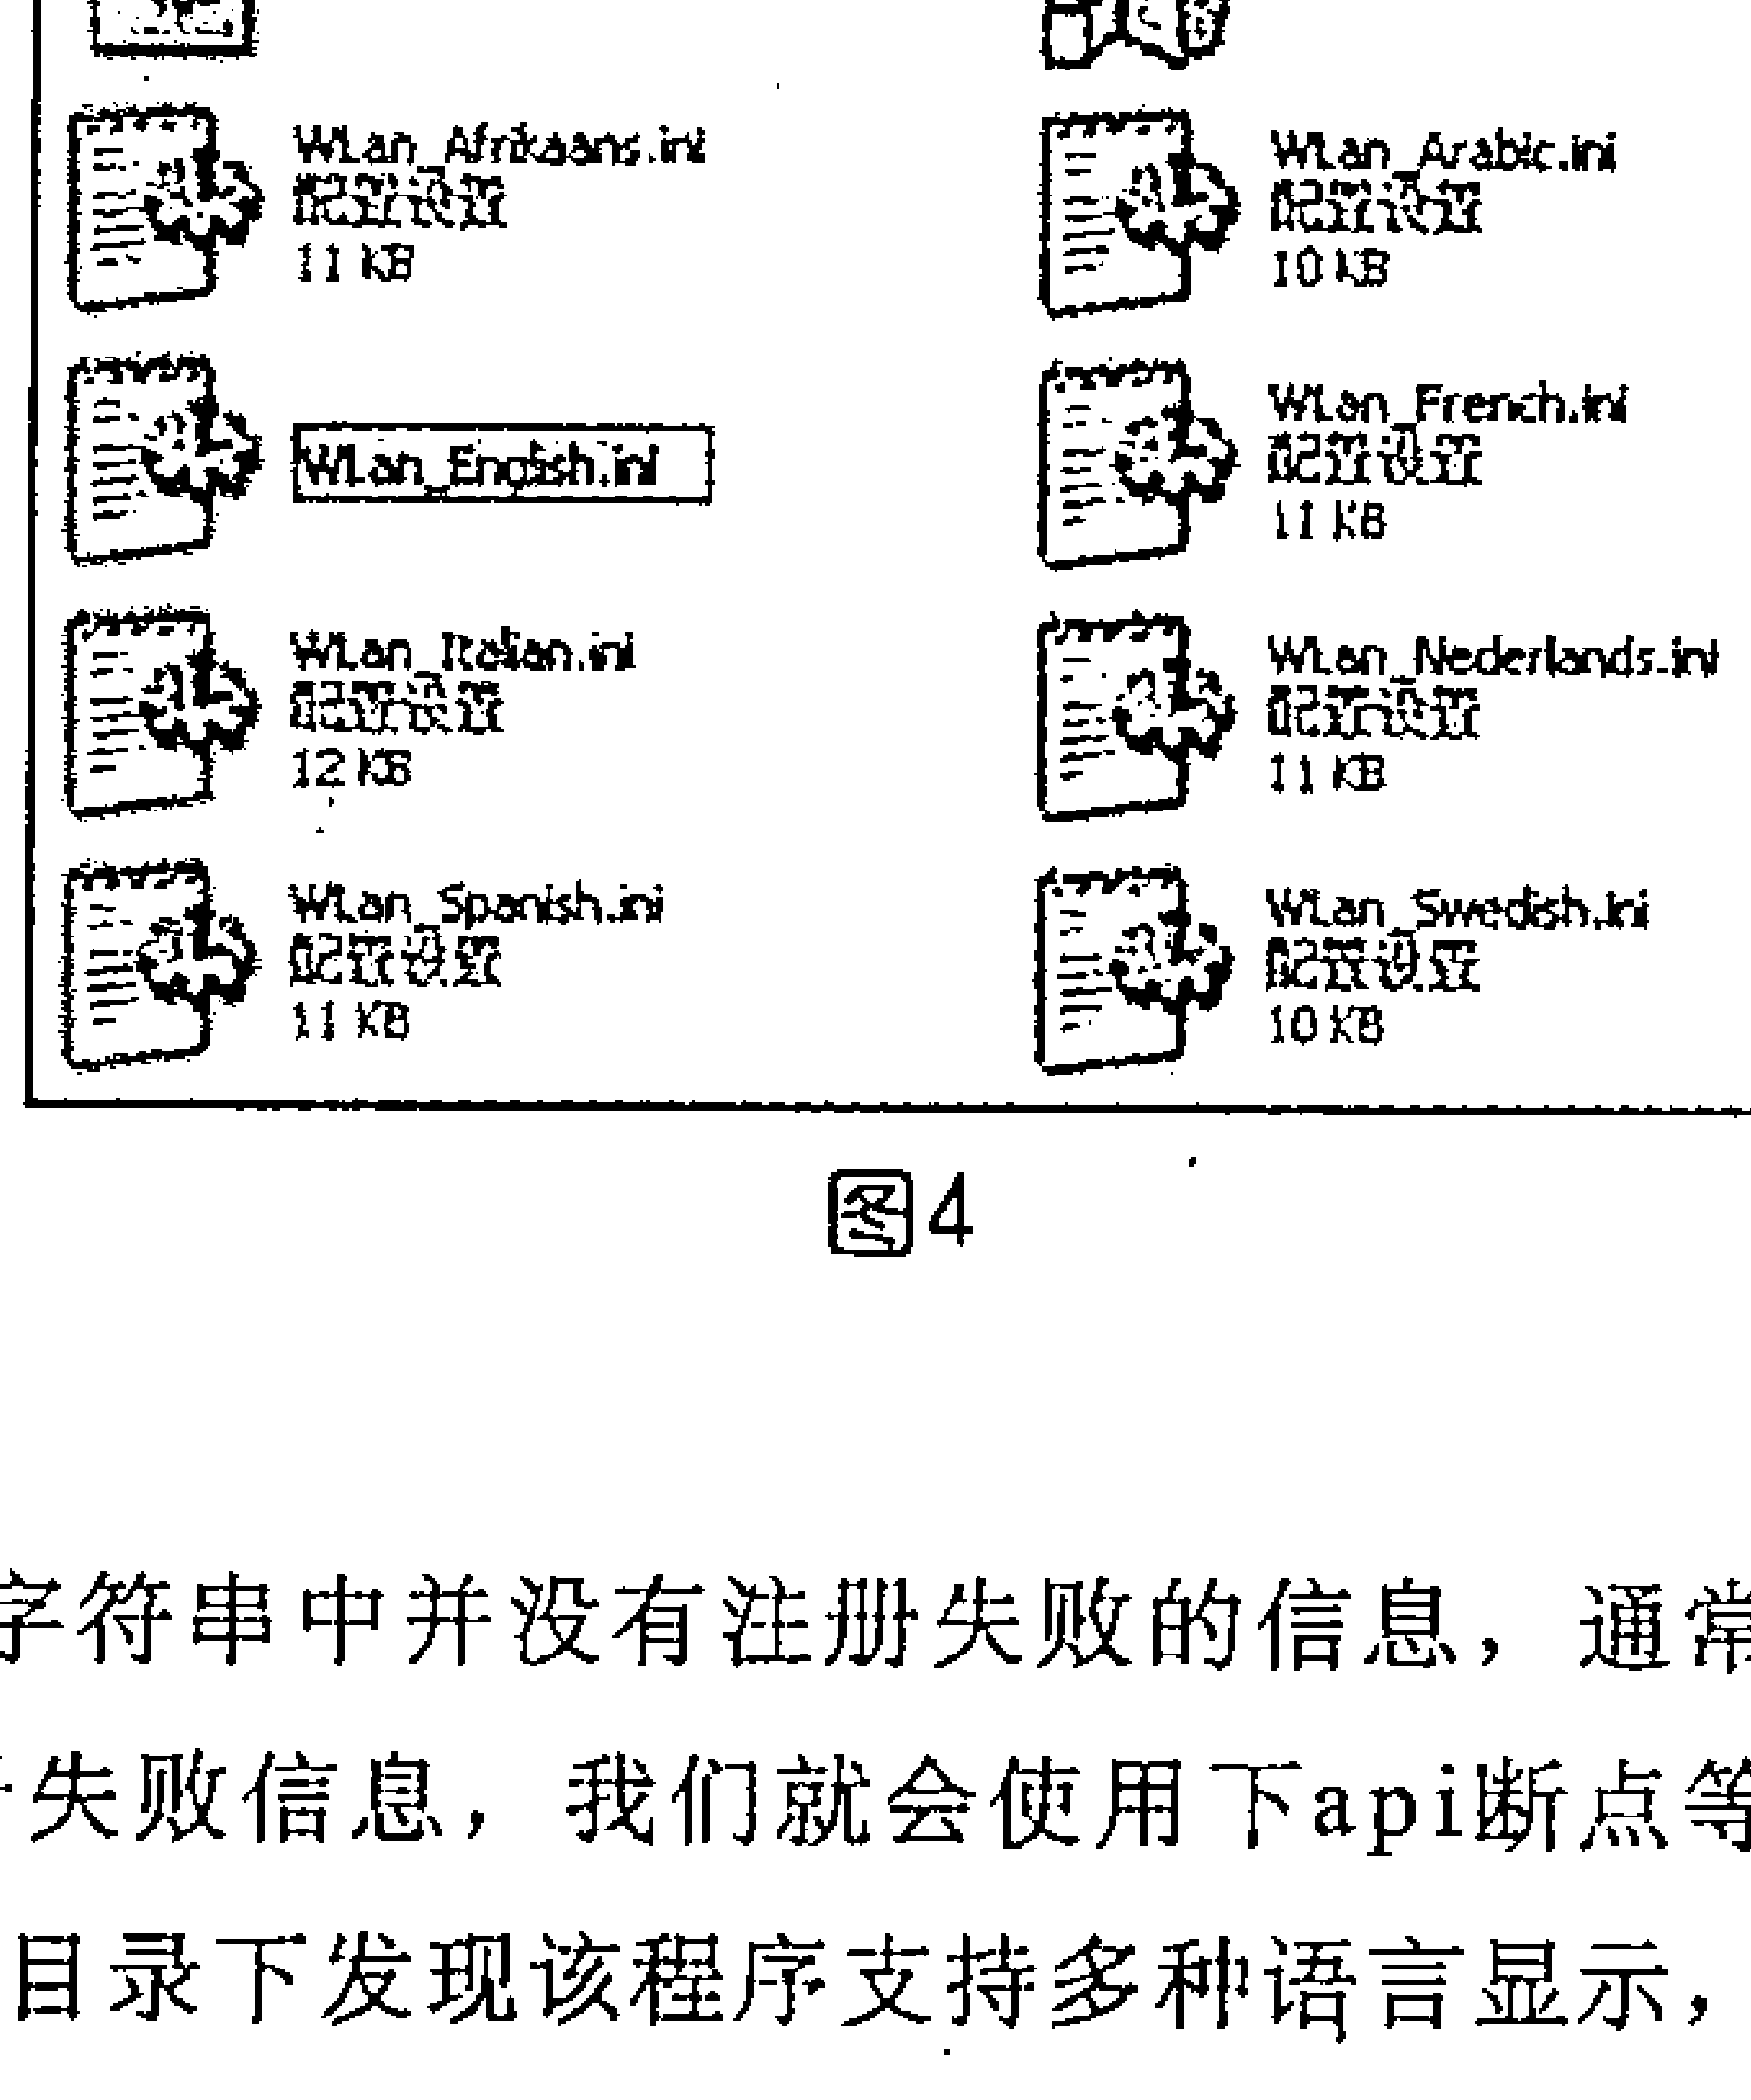 WLan_Afrikaans.ini
配置设置
11 KB
WLan_Arabic.ini
配置设置
10 KB
WLan_English.ini
WLan_French.ini
配置设置
11 KB
WLan_Italian.ini
配置设置
12 KB
WLan_Nederlands.ini
配置设置
11 KB
WLan_Spanish.ini
配置设置
11 KB
WLan_Swedish.ini
配置设置
10 KB
图4
字符串中并没有注册失败的信息，通常
失败信息，我们就会使用下api断点等
目录下发现该程序支持多种语言显示，